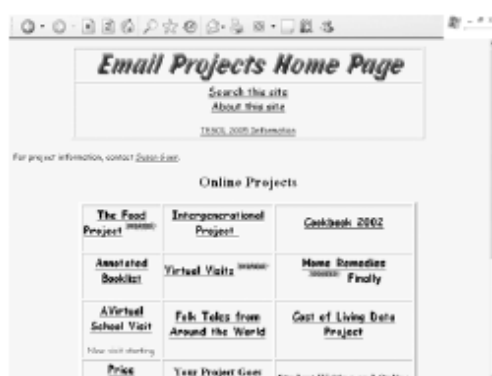 Email Projects Home Page
Search this site
About this site
TESOL 2005 Information
For project information, contact Susan Gaer.
Online Projects
The Food
Project
Intergenerational
Project
Cookbook 2002
Annotated
Booklist
Virtual Visits
Home Remedies
Finally
A Virtual
School Visit
New visit starting
Folk Tales from
Around the World
Cost of Living Data
Project
Price
Your Project Goes